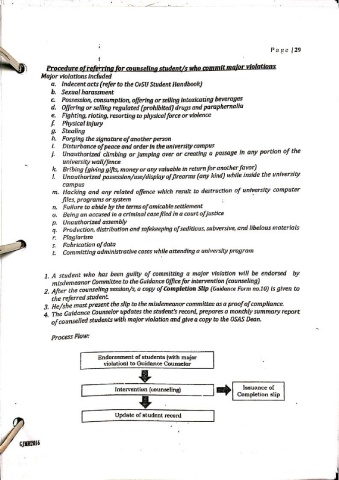 Page | 29
Procedure of referring for counseling student/s who commit major violations
Major violations included
a. Indecent acts (refer to the CvSU Student Handbook)
b. Sexual harassment
c. Possession, consumption, offering or selling intoxicating beverages
d. Offering or selling regulated (prohibited) drugs and paraphernalia
e. Fighting, rioting, resorting to physical force or violence
f. Physical injury
g. Stealing
h. Forging the signature of another person
i. Disturbance of peace and order in the university campus
j. Unauthorized climbing or jumping over or creating a passage in any portion of the
university wall/fence
k. Bribing (giving gifts, money or any valuable in return for another favor)
l. Unauthorized possession/use/display of firearms (any kind) while inside the university
campus
m. Hacking and any related offence which result to destruction of university computer
files, programs or system
n. Failure to abide by the terms of amicable settlement
o. Being an accused in a criminal case filed in a court of justice
p. Unauthorized assembly
q. Production, distribution and safekeeping of seditious, subversive, and libelous materials
r. Plagiarism
s. Fabrication of data
t. Committing administrative cases while attending a university program
1. A student who has been guilty of committing a major violation will be endorsed by
misdemeanor Committee to the Guidance Office for intervention (counseling)
2. After the counseling session/s, a copy of Completion Slip (Guidance Form no.10) is given to
the referred student.
3. He/she must present the slip to the misdemeanor committee as a proof of compliance.
4. The Guidance Counselor updates the student's record, prepares a monthly summary report
of counselled students with major violation and give a copy to the OSAS Dean.
Process Flow:
Endorsement of students (with major
violation) to Guidance Counselor
Intervention (counseling)
Issuance of
Completion slip
Update of student record